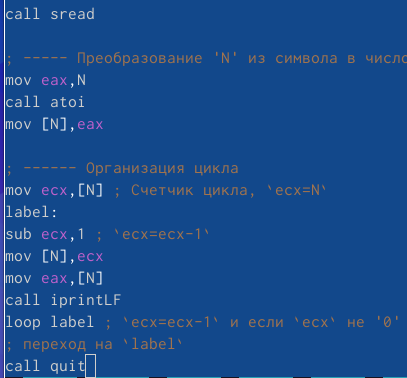 call sread
; ----- Преобразование 'N' из символа в число
mov eax,N
call atoi
mov [N],eax
; ------ Организация цикла
mov ecx,[N] ; Счетчик цикла, `ecx=N`
label:
sub ecx,1 ; `ecx=ecx-1`
mov [N],ecx
mov eax,[N]
call iprintLF
loop label ; `ecx=ecx-1` и если `ecx` не '0'
; переход на `label`
call quit